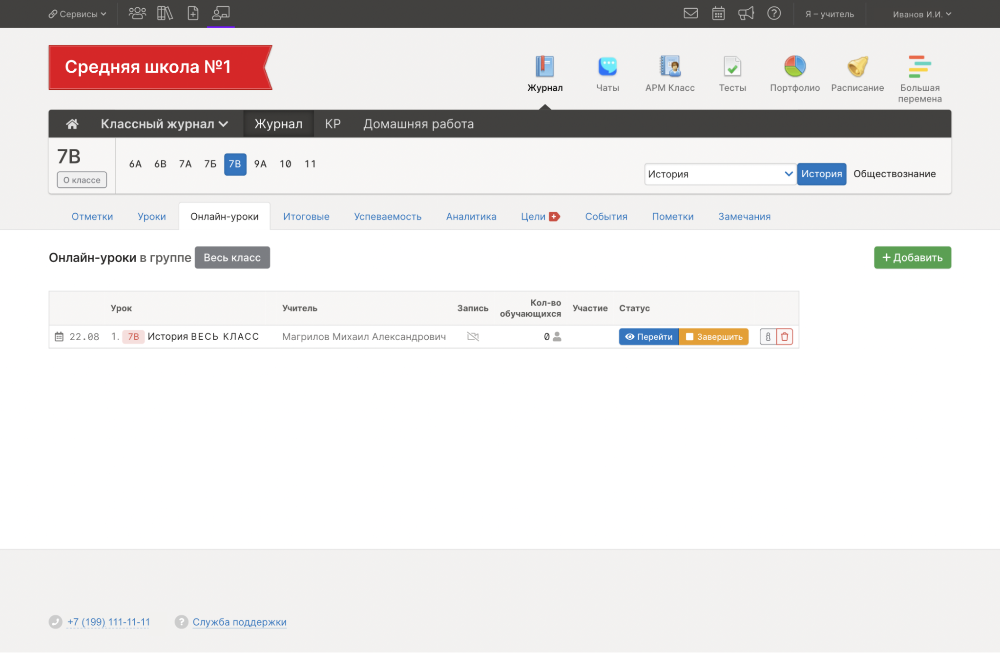 Сервисы
Я – учитель
Иванов И.И.
Средняя школа №1
Журнал
Чаты
АРМ Класс
Тесты
Портфолио
Расписание
Большая
перемена
Классный журнал
Журнал
КР
Домашняя работа
7В
О классе
6А 6В 7А 7Б 7В 9А 10 11
История
История
Обществознание
Отметки
Уроки
Онлайн-уроки
Итоговые
Успеваемость
Аналитика
Цели
События
Пометки
Замечания
Онлайн-уроки в группе Весь класс
+ Добавить
Урок
Учитель
Запись
Кол-во
обучающихся
Участие
Статус
22.08 1. 7В История ВЕСЬ КЛАСС
Магрилов Михаил Александрович
0
Перейти
Завершить
+7 (199) 111-11-11
Служба поддержки